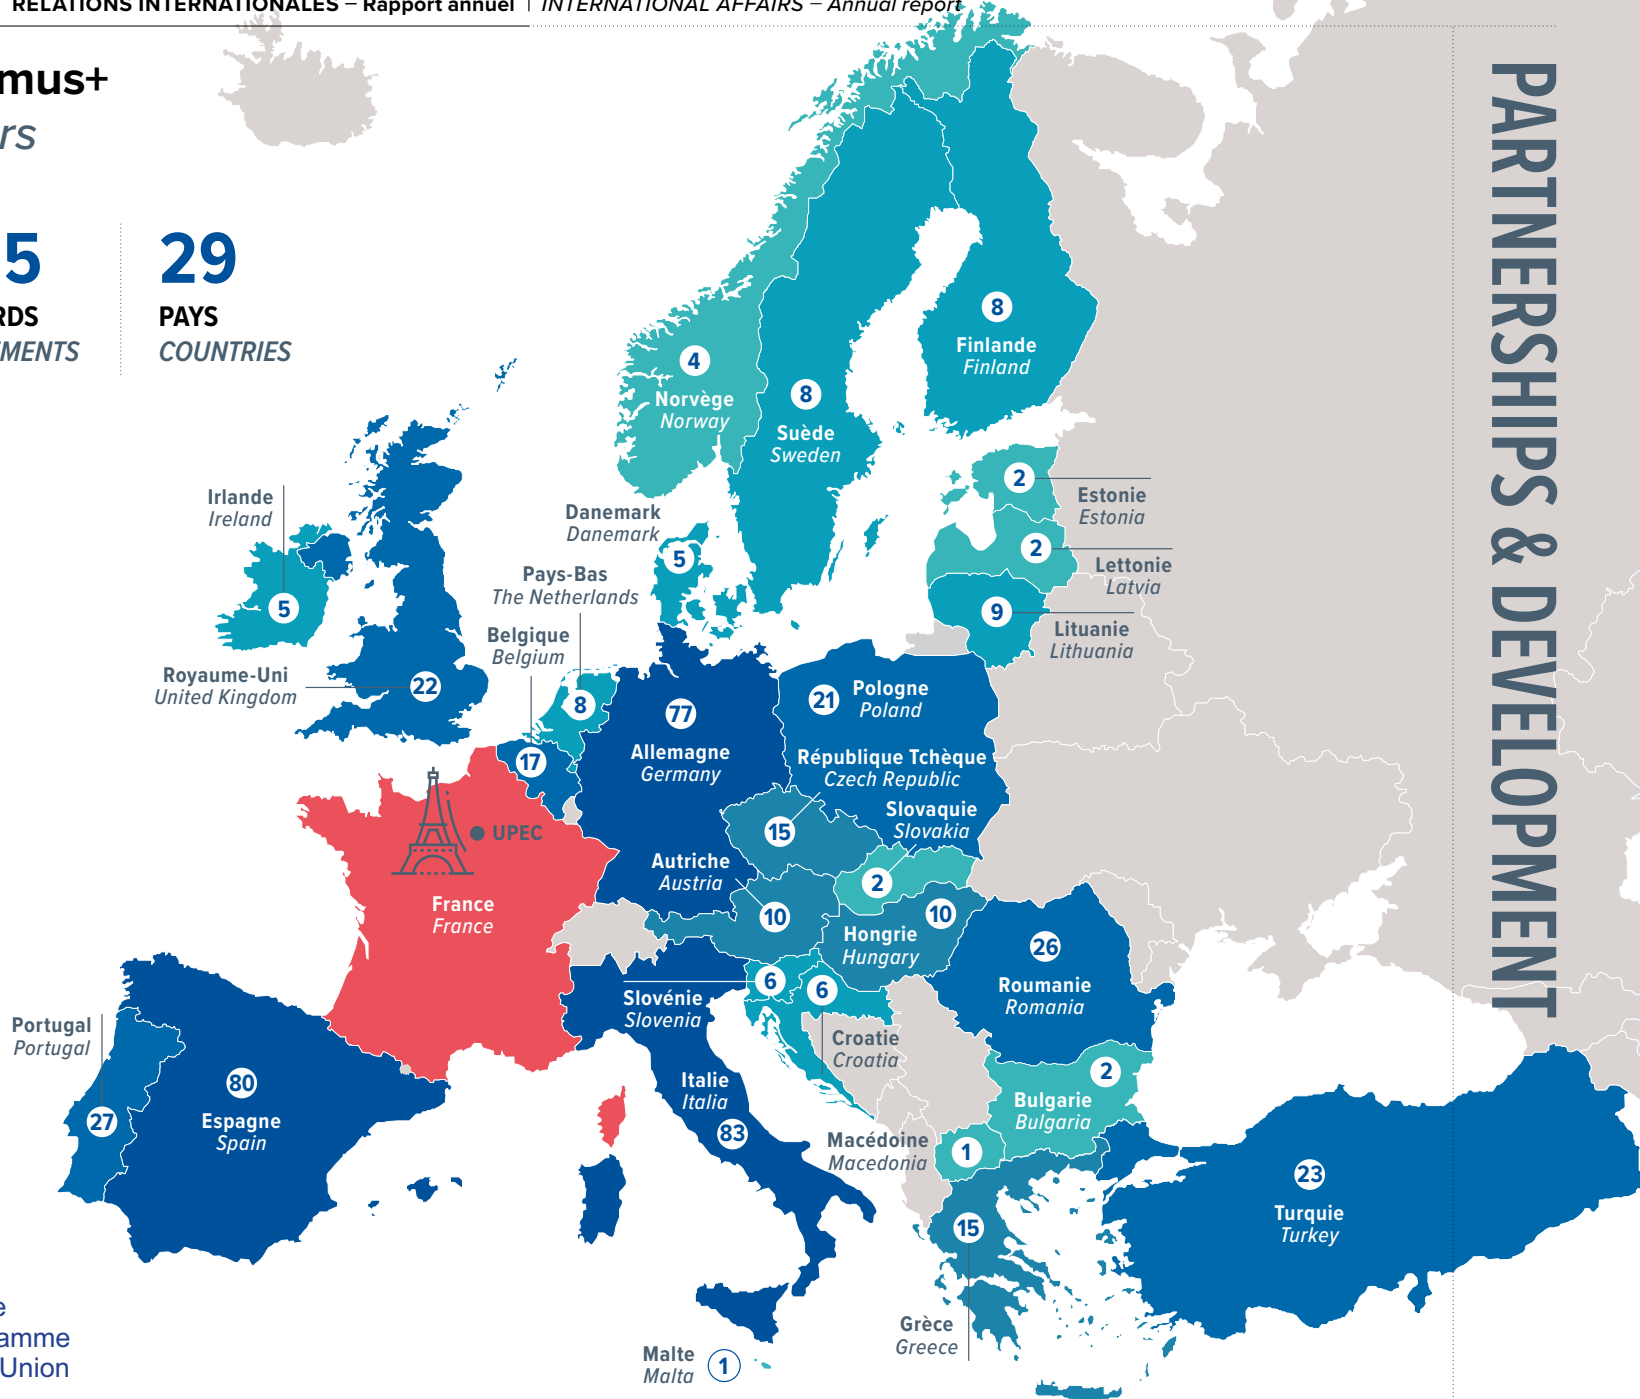 RELATIONS INTERNATIONALES – Rapport annuel | INTERNATIONAL AFFAIRS – Annual report
mus+
rs
5
RDS
EMENTS
29
PAYS
COUNTRIES
PARTNERSHIPS & DEVELOPMENT
8
Finlande
Finland
4
Norvège
Norway
8
Suède
Sweden
2
Estonie
Estonia
2
Lettonie
Latvia
9
Lituanie
Lithuania
Irlande
Ireland
5
Danemark
Danemark
5
Pays-Bas
The Netherlands
8
Belgique
Belgium
17
Royaume-Uni
United Kingdom
22
77
Allemagne
Germany
21
Pologne
Poland
République Tchèque
Czech Republic
15
Slovaquie
Slovakia
2
UPEC
France
France
Autriche
Austria
10
10
Hongrie
Hungary
26
Roumanie
Romania
6
Slovénie
Slovenia
6
Croatie
Croatia
Portugal
Portugal
27
80
Espagne
Spain
Italie
Italia
83
2
Bulgarie
Bulgaria
Macédoine
Macedonia
1
15
Grèce
Greece
23
Turquie
Turkey
Malte
Malta
1
e
amme
Union